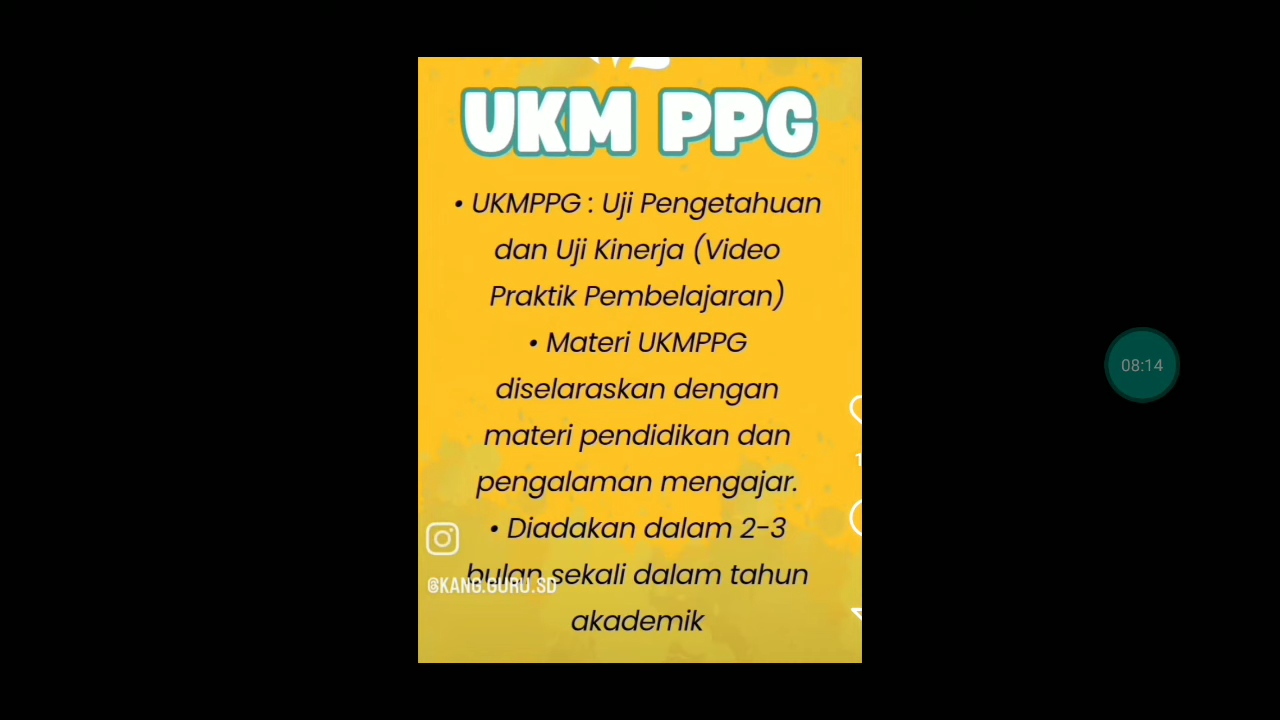 UKM PPG
• UKMPPG : Uji Pengetahuan
dan Uji Kinerja (Video
Praktik Pembelajaran)
• Materi UKMPPG
diselaraskan dengan
materi pendidikan dan
pengalaman mengajar.
• Diadakan dalam 2-3
bulan sekali dalam tahun
@KANG.GURU.SD
akademik
08:14